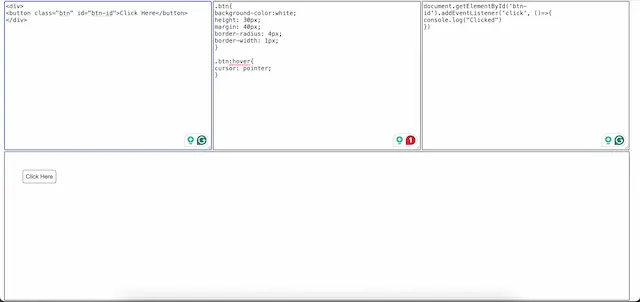 <div>
<button class="btn" id="btn-id">Click Here</button>
</div>
.btn{
background-color:white;
height: 30px;
margin: 40px;
border-radius: 4px;
border-width: 1px;
}
.btn:hover{
cursor: pointer;
}
document.getElementById('btn-
id').addEventListener('click', ()=>{
console.log("Clicked")
})
1
Click Here